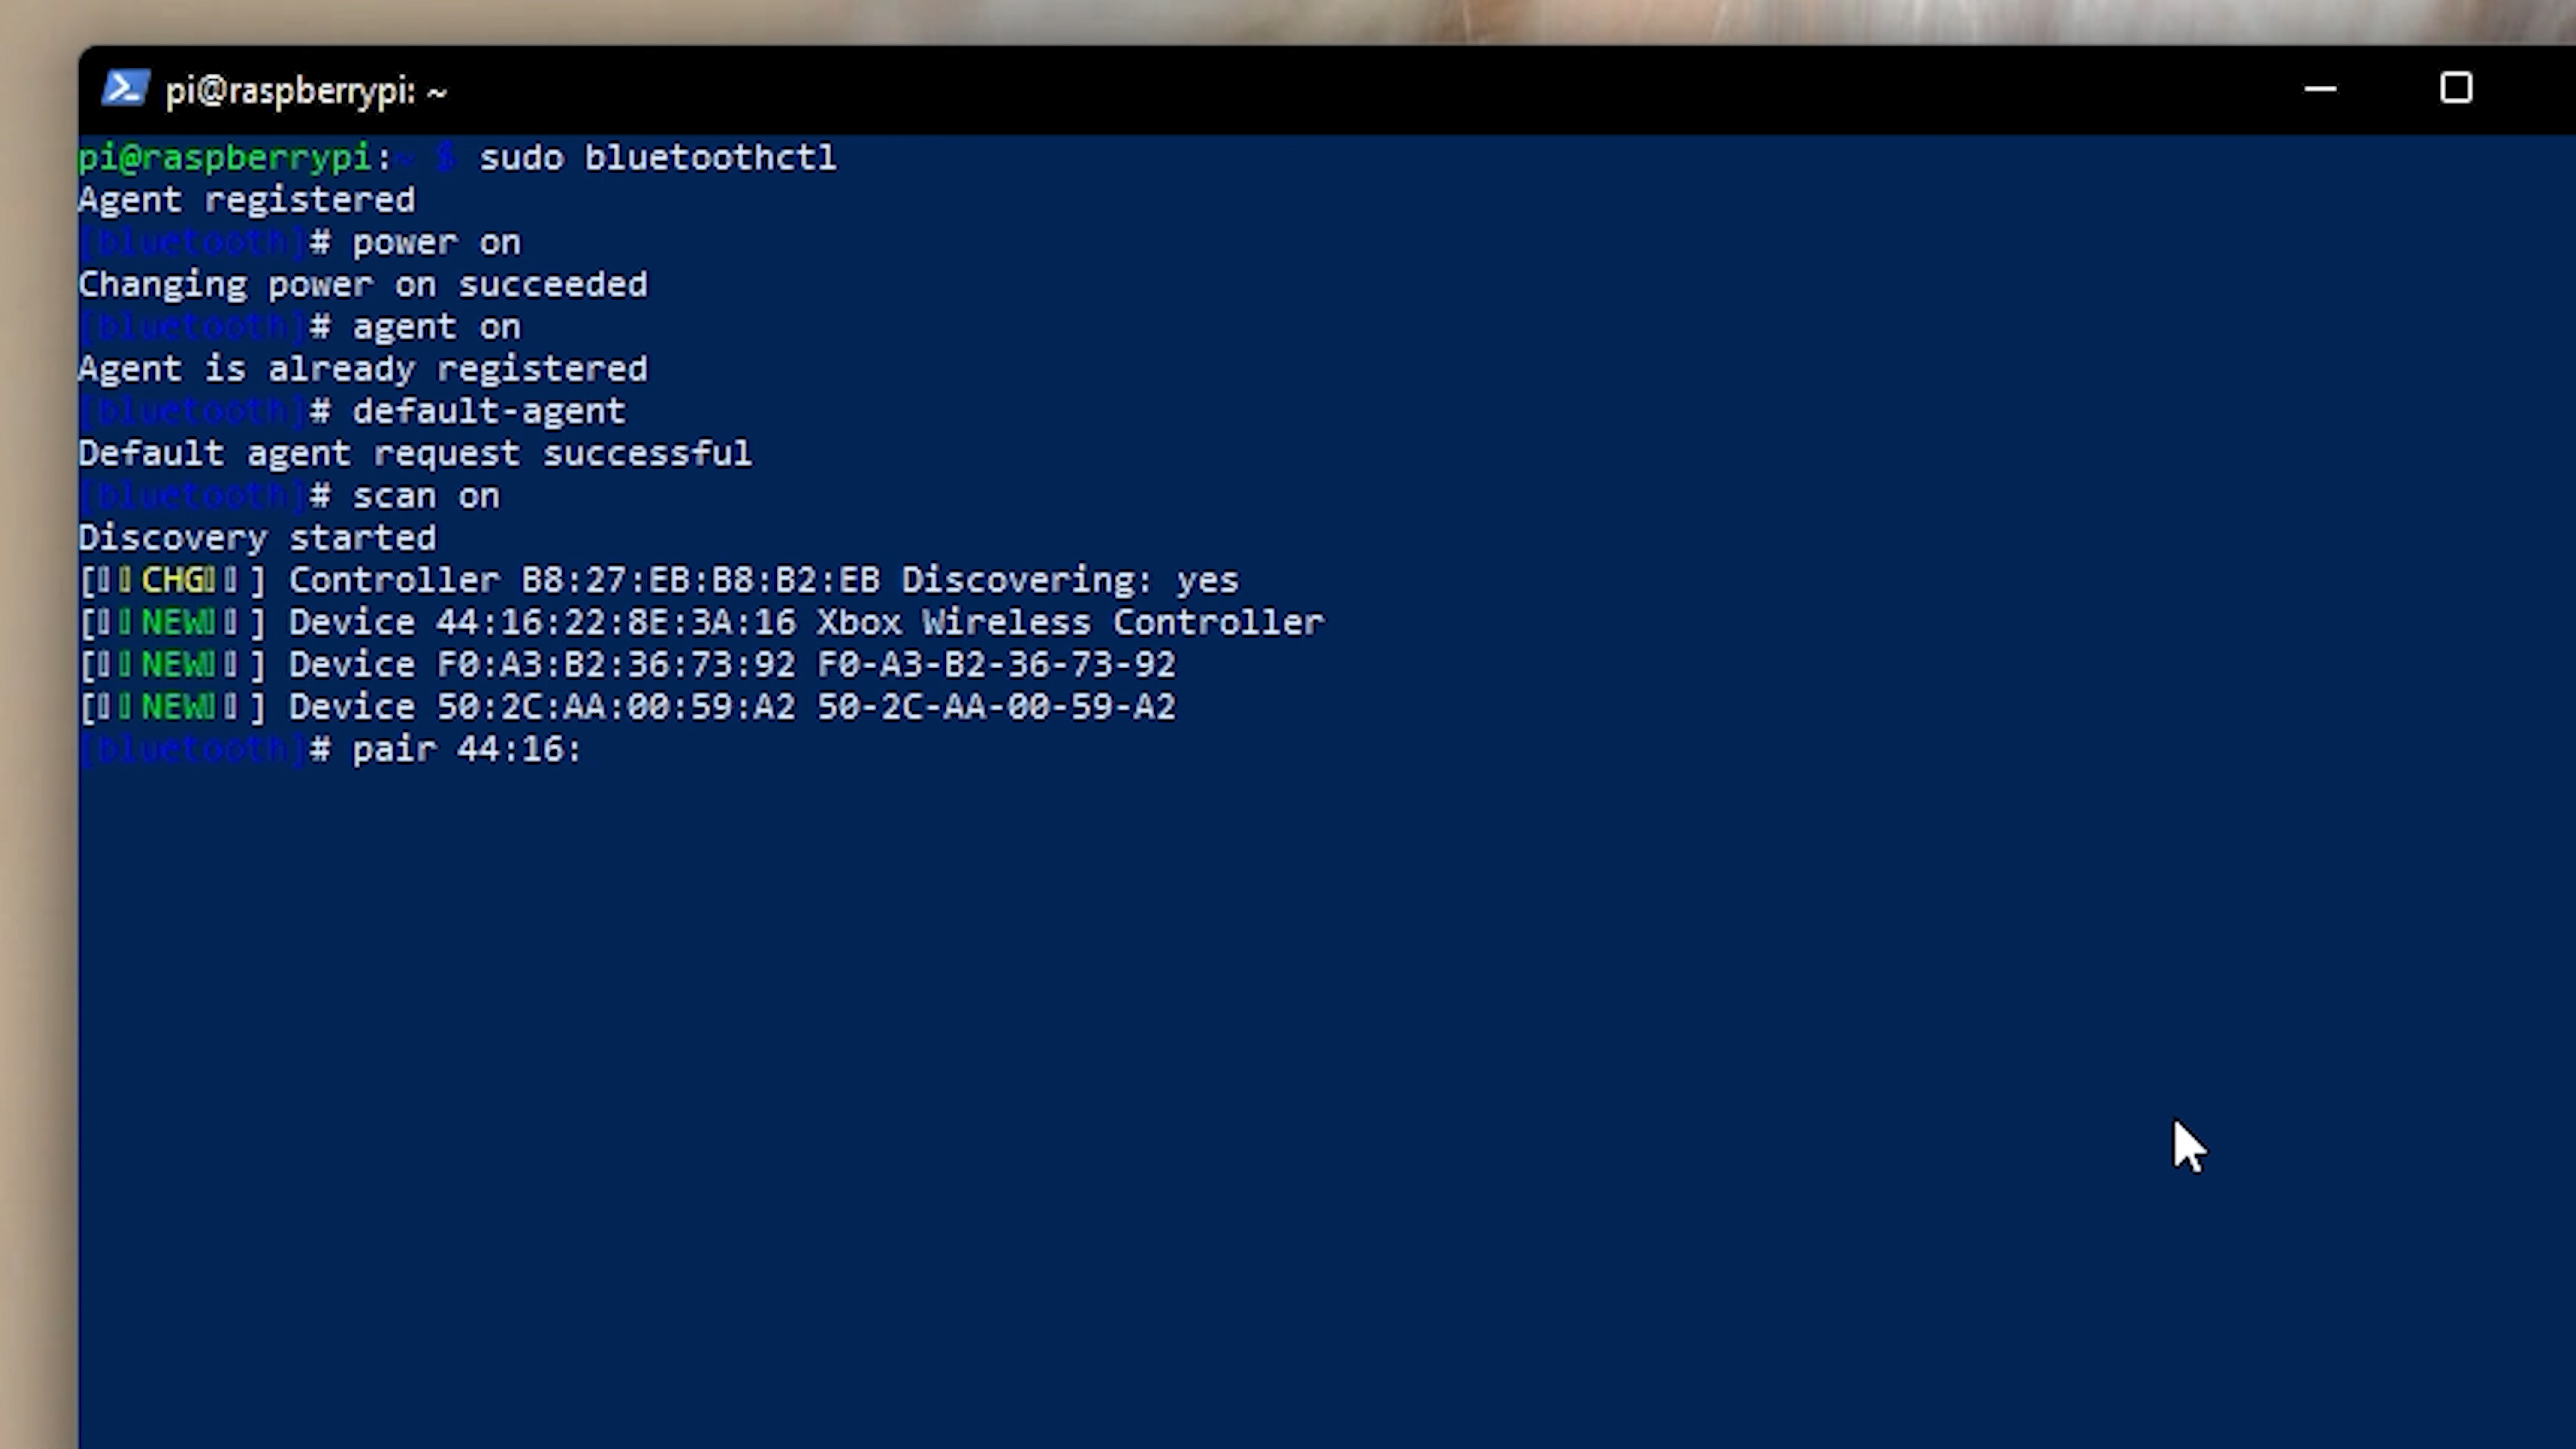 pi@raspberrypi: ~
pi@raspberrypi:~ $ sudo bluetoothctl
Agent registered
[bluetooth]# power on
Changing power on succeeded
[bluetooth]# agent on
Agent is already registered
[bluetooth]# default-agent
Default agent request successful
[bluetooth]# scan on
Discovery started
[CHG] Controller B8:27:EB:B8:B2:EB Discovering: yes
[NEW] Device 44:16:22:8E:3A:16 Xbox Wireless Controller
[NEW] Device F0:A3:B2:36:73:92 F0-A3-B2-36-73-92
[NEW] Device 50:2C:AA:00:59:A2 50-2C-AA-00-59-A2
[bluetooth]# pair 44:16: